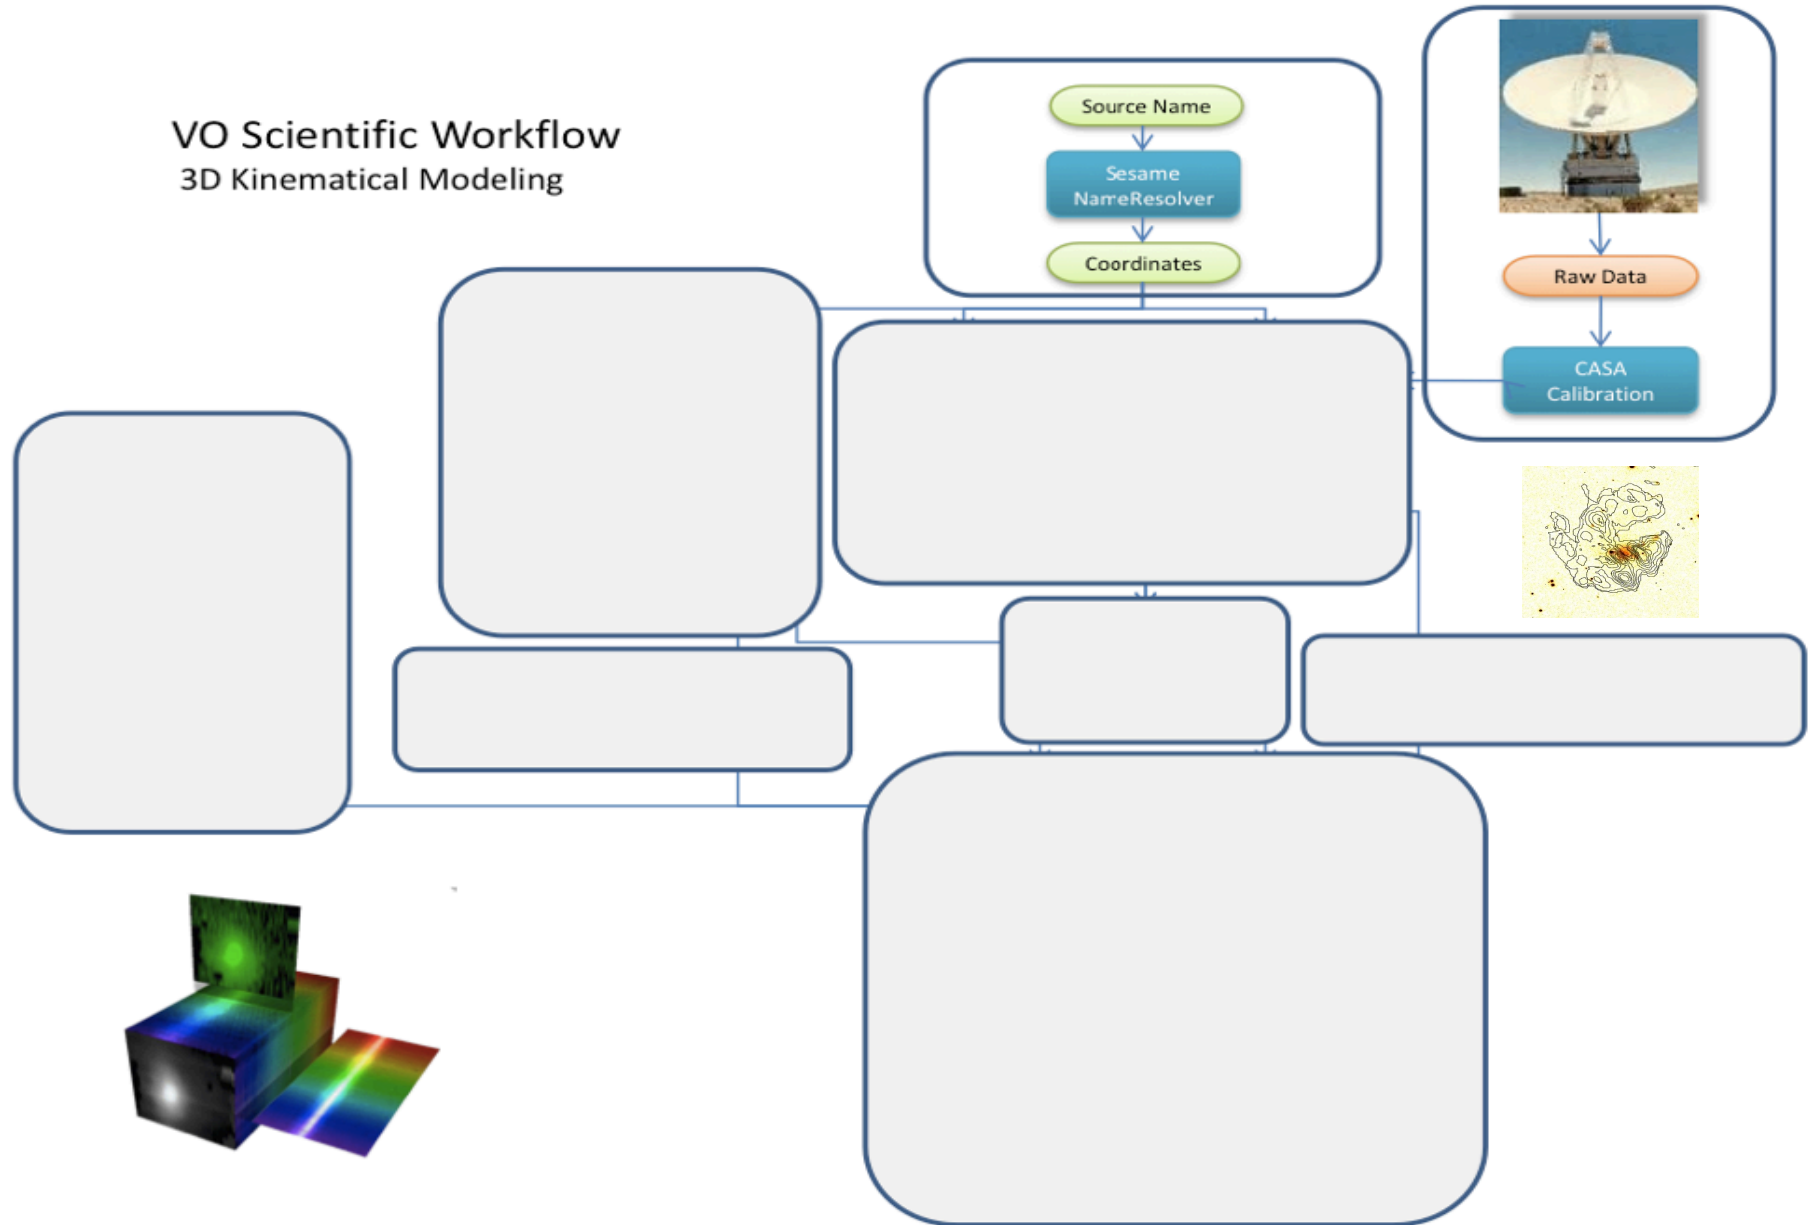 VO Scientific Workflow
3D Kinematical Modeling
Source Name
Sesame
NameResolver
Coordinates
Raw Data
CASA
Calibration